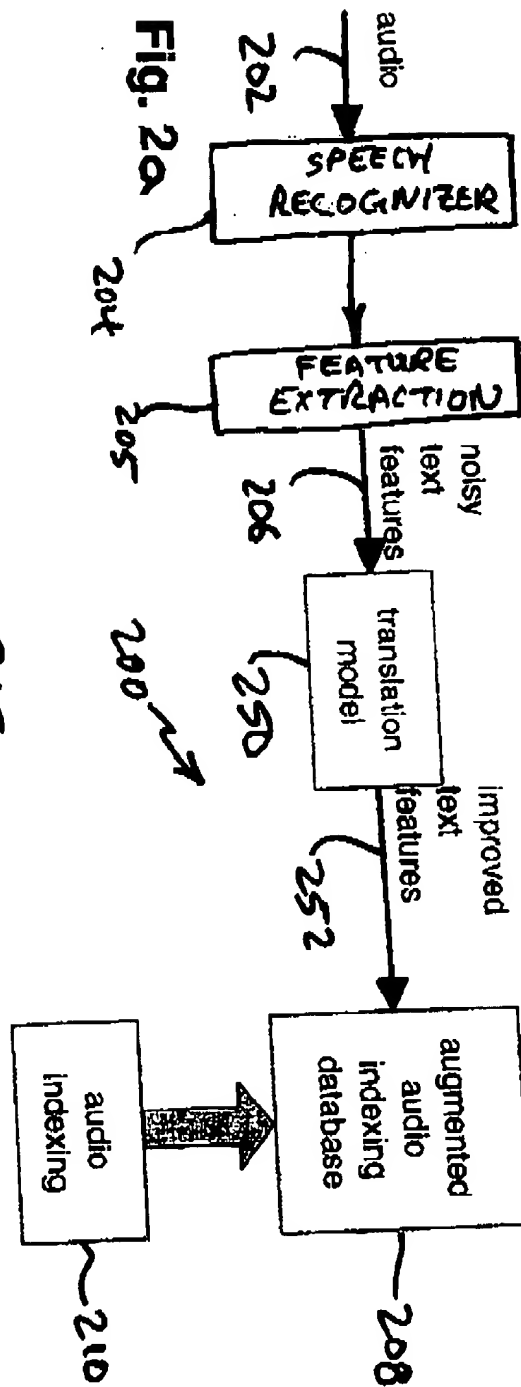 audio
202
SPEECH
RECOGNIZER
204
FEATURE
EXTRACTION
205
noisy
text
features
206
translation
model
250
improved
text
features
252
augmented
audio
indexing
database
208
audio
indexing
210
200
Fig. 2a